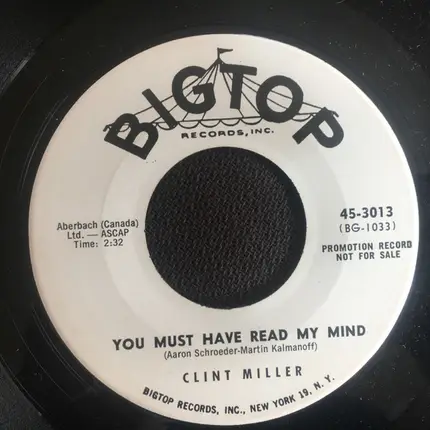 BIGTOP
RECORDS, INC.
Aberbach (Canada)
Ltd. — ASCAP
Time: 2:32
45-3013
(BG-1033)
PROMOTION RECORD
NOT FOR SALE
YOU MUST HAVE READ MY MIND
(Aaron Schroeder-Martin Kalmanoff)
CLINT MILLER
BIGTOP RECORDS, INC., NEW YORK 19, N. Y.